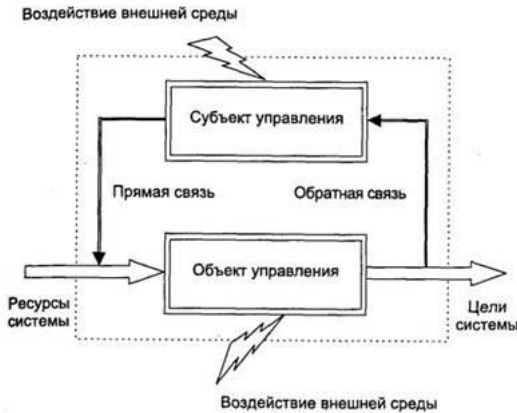 Воздействие внешней среды
Субъект управления
Прямая связь
Обратная связь
Объект управления
Ресурсы
системы
Цели
системы
Воздействие внешней среды